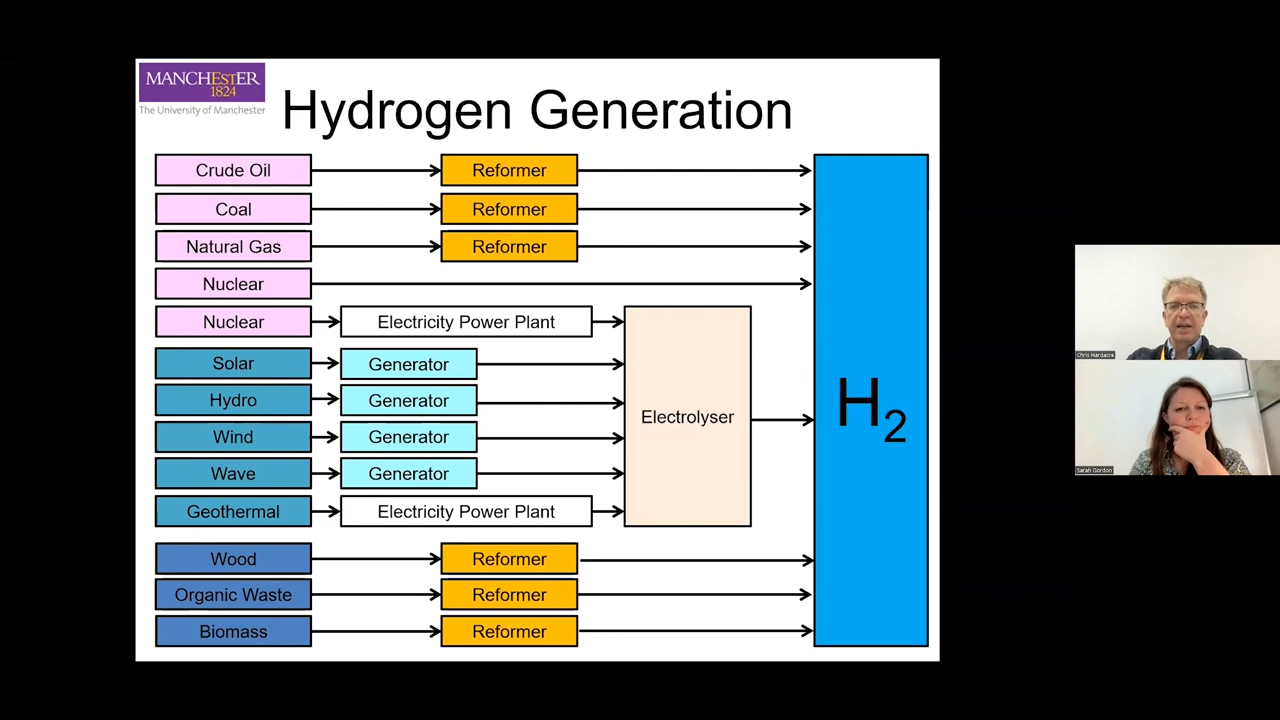 MANCHESTER
1824
The University of Manchester
Hydrogen Generation
Crude Oil
Reformer
Coal
Reformer
Natural Gas
Reformer
Nuclear
Nuclear
Electricity Power Plant
Solar
Generator
Hydro
Generator
Wind
Generator
Wave
Generator
Geothermal
Electricity Power Plant
Electrolyser
Wood
Reformer
Organic Waste
Reformer
Biomass
Reformer
H2
Chris Hardacre
Sarah Gordon